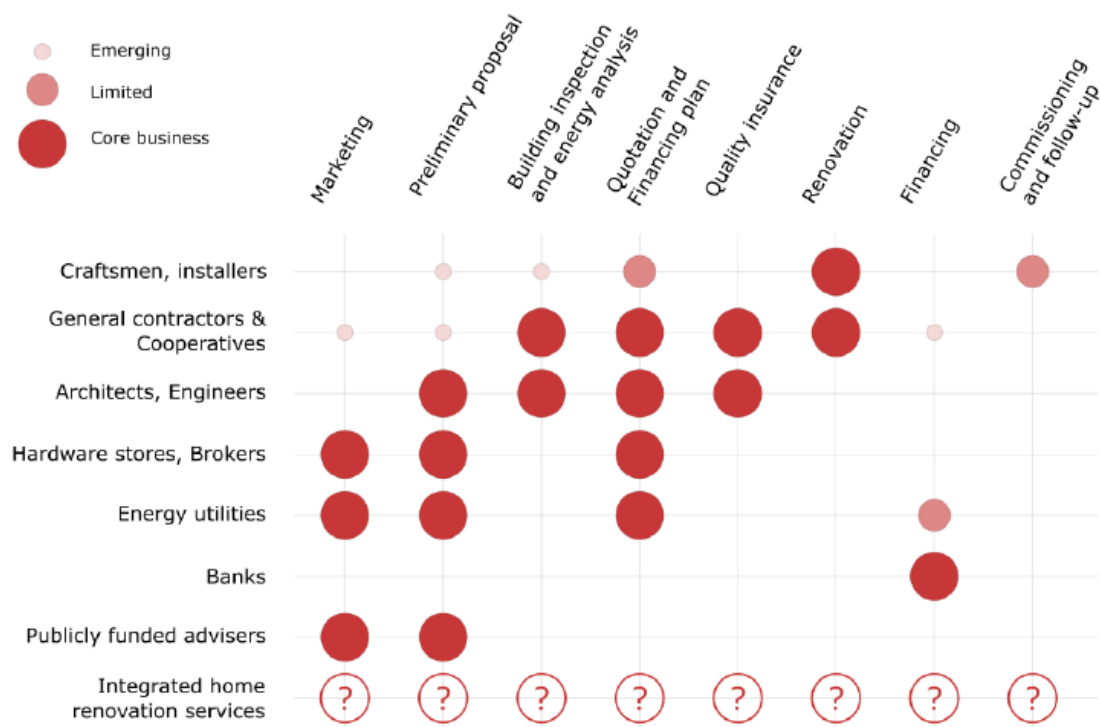 Emerging
Limited
Core business
Marketing
Preliminary proposal
Building inspection
and energy analysis
Quotation and
Financing plan
Quality insurance
Renovation
Financing
Commissioning
and follow-up
Craftsmen, installers
General contractors &
Cooperatives
Architects, Engineers
Hardware stores, Brokers
Energy utilities
Banks
Publicly funded advisers
Integrated home
renovation services
? ? ? ? ? ? ? ?